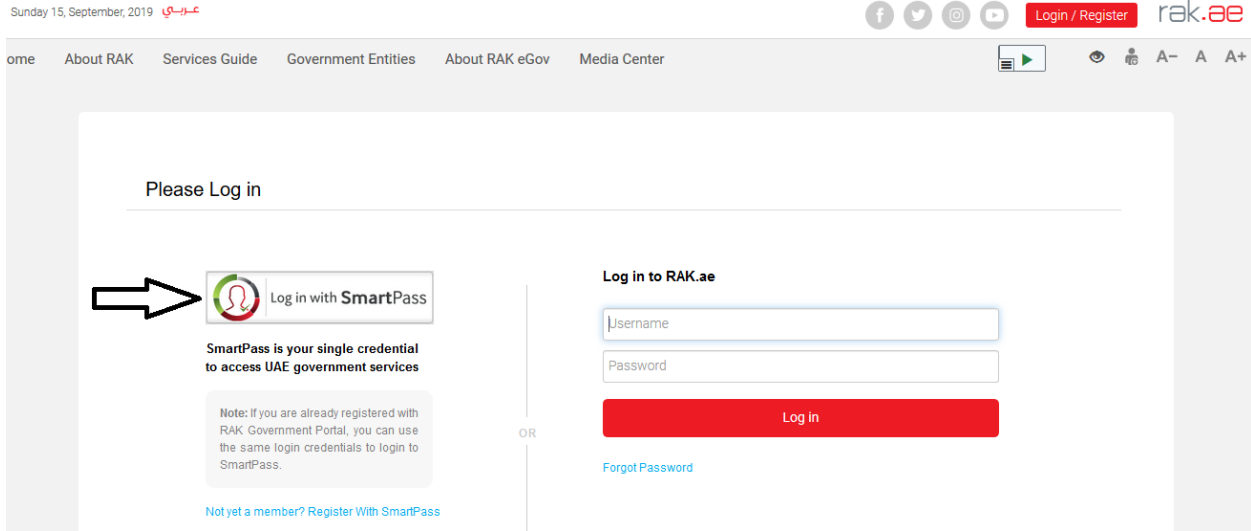 Sunday 15, September, 2019 عربي
Login / Register rak.ae
ome About RAK Services Guide Government Entities About RAK eGov Media Center A− A A+
Please Log in
Log in with SmartPass
SmartPass is your single credential
to access UAE government services
Note: If you are already registered with
RAK Government Portal, you can use
the same login credentials to login to
SmartPass.
Not yet a member? Register With SmartPass
OR
Log in to RAK.ae
Username
Password
Log in
Forgot Password